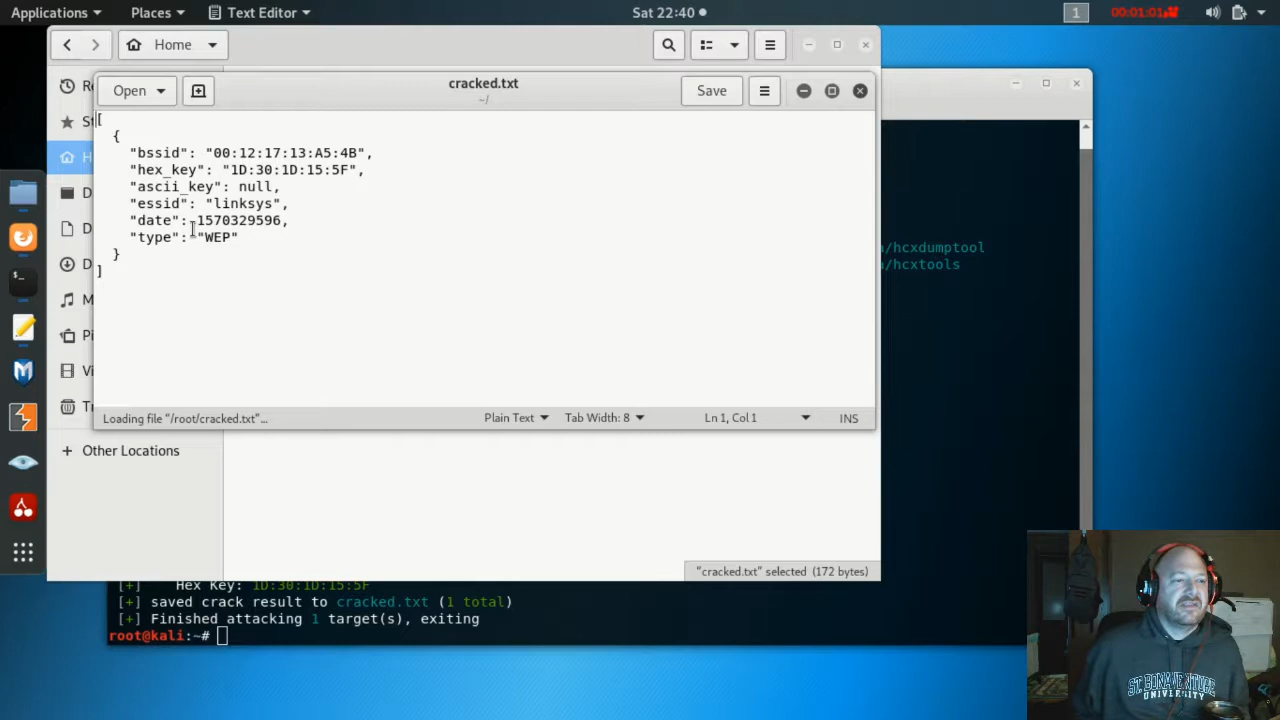 Applications Places Text Editor Sat 22:40 1 00:01:01
Home
cracked.txt
~/
Open Save
[
{
"bssid": "00:12:17:13:A5:4B",
"hex_key": "1D:30:1D:15:5F",
"ascii_key": null,
"essid": "linksys",
"date": 1570329596,
"type": "WEP"
}
]
Loading file "/root/cracked.txt"… Plain Text Tab Width: 8 Ln 1, Col 1 INS
/hcxdumptool
/hcxtools
Other Locations
"cracked.txt" selected (172 bytes)
[+] Hex Key: 1D:30:1D:15:5F
[+] saved crack result to cracked.txt (1 total)
[+] Finished attacking 1 target(s), exiting
root@kali:~#
ST. BONAVENTURE
UNIVERSITY